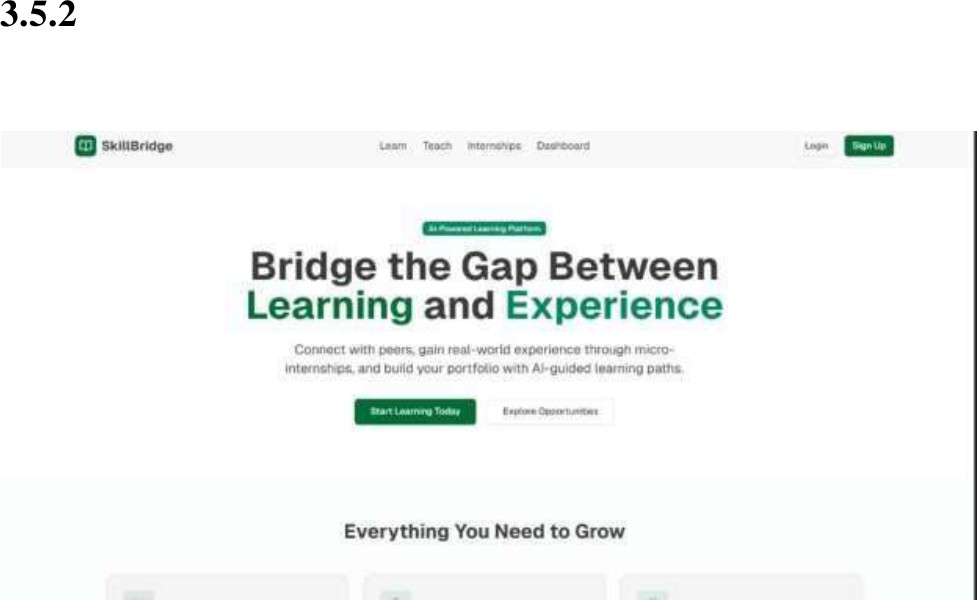 3.5.2
SkillBridge
Learn Teach Internships Dashboard
Login Sign Up
AI-Powered Learning Platform
Bridge the Gap Between
Learning and Experience
Connect with peers, gain real-world experience through micro-
internships, and build your portfolio with AI-guided learning paths.
Start Learning Today Explore Opportunities
Everything You Need to Grow